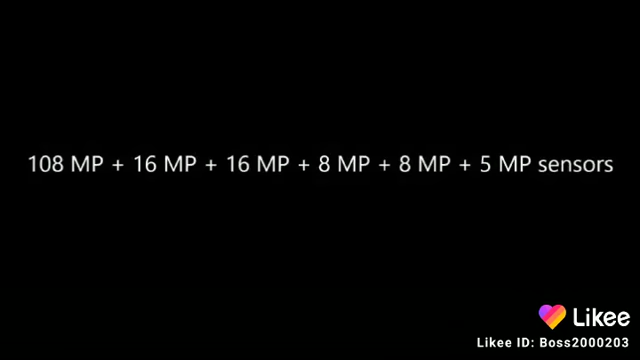 108 MP + 16 MP + 16 MP + 8 MP + 8 MP + 5 MP sensors
Likee
Likee ID: Boss2000203